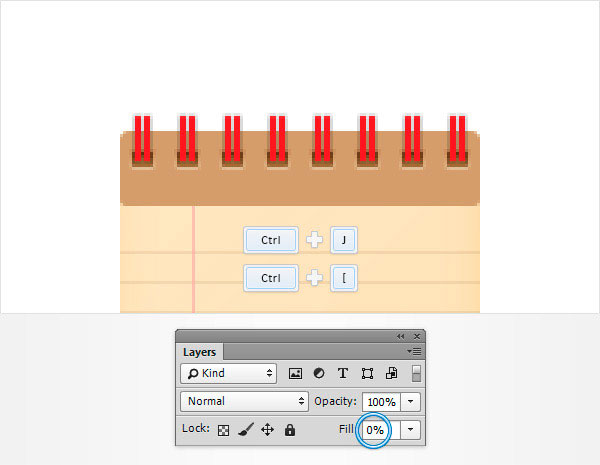 Ctrl + J
Ctrl + [
Layers
Kind T
Normal Opacity: 100%
Lock: Fill 0%